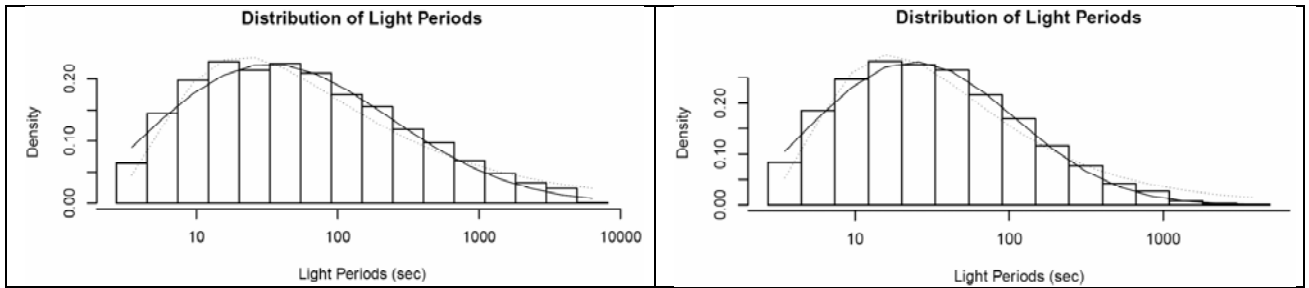 Distribution of Light Periods
Density
0.00 0.10 0.20
10 100 1000 10000
Light Periods (sec)
Distribution of Light Periods
Density
0.00 0.10 0.20
10 100 1000
Light Periods (sec)